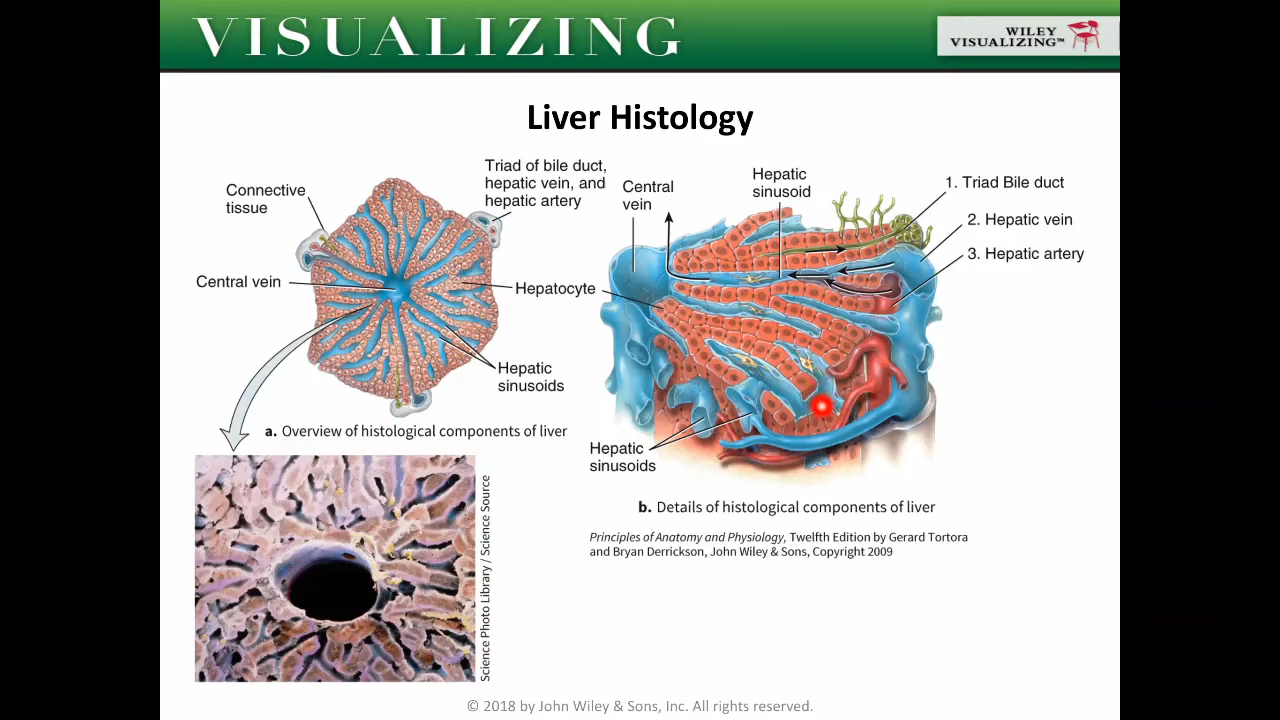 VISUALIZING
WILEY
VISUALIZING™
Liver Histology
Connective
tissue
Triad of bile duct,
hepatic vein, and
hepatic artery
Central vein
Hepatocyte
Hepatic
sinusoids
a. Overview of histological components of liver
Science Photo Library / Science Source
Central
vein
Hepatic
sinusoid
1. Triad Bile duct
2. Hepatic vein
3. Hepatic artery
Hepatic
sinusoids
b. Details of histological components of liver
Principles of Anatomy and Physiology, Twelfth Edition by Gerard Tortora
and Bryan Derrickson, John Wiley & Sons, Copyright 2009
© 2018 by John Wiley & Sons, Inc. All rights reserved.